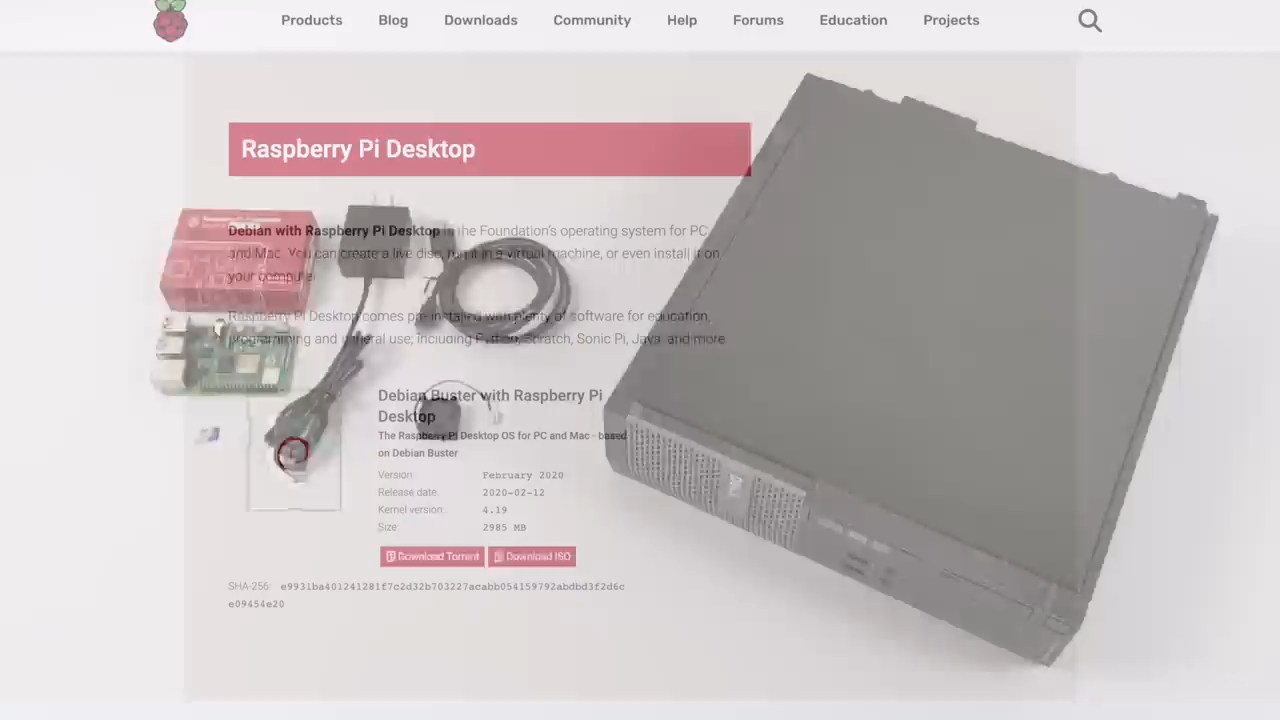 Products Blog Downloads Community Help Forums Education Projects
Raspberry Pi Desktop
Debian with Raspberry Pi Desktop is the Foundation's operating system for PC
and Mac. You can create a live disc, run it in a virtual machine, or even install it on
your computer.
Raspberry Pi Desktop comes pre-installed with plenty of software for education,
programming and general use; including Python, Scratch, Sonic Pi, Java, and more
Debian Buster with Raspberry Pi
Desktop
The Raspberry Pi Desktop OS for PC and Mac - based
on Debian Buster
Version: February 2020
Release date: 2020-02-12
Kernel version: 4.19
Size: 2985 MB
Download Torrent Download ISO
SHA-256: e9931ba401241281f7c2d32b703227acabb054159792abdbd3f2d6c
e09454e20